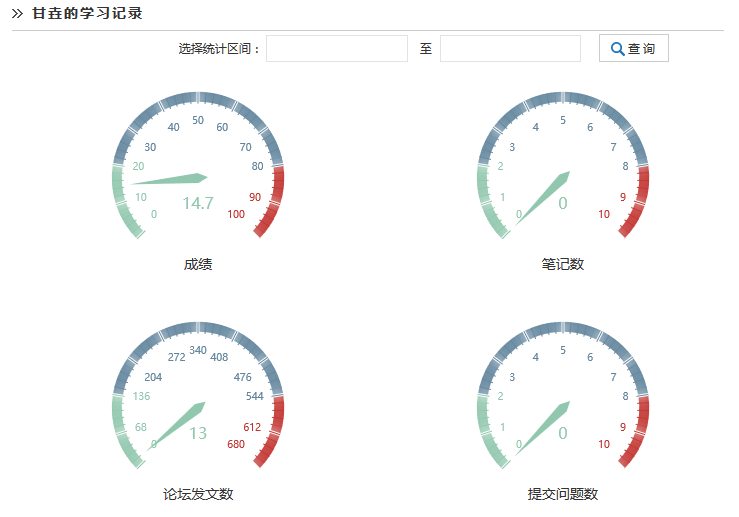 甘垚的学习记录
选择统计区间： 至 查 询
0 10 20 30 40 50 60 70 80 90 100
14.7
成绩
0 1 2 3 4 5 6 7 8 9 10
0
笔记数
0 68 136 204 272 340 408 476 544 612 680
13
论坛发文数
0 1 2 3 4 5 6 7 8 9 10
0
提交问题数